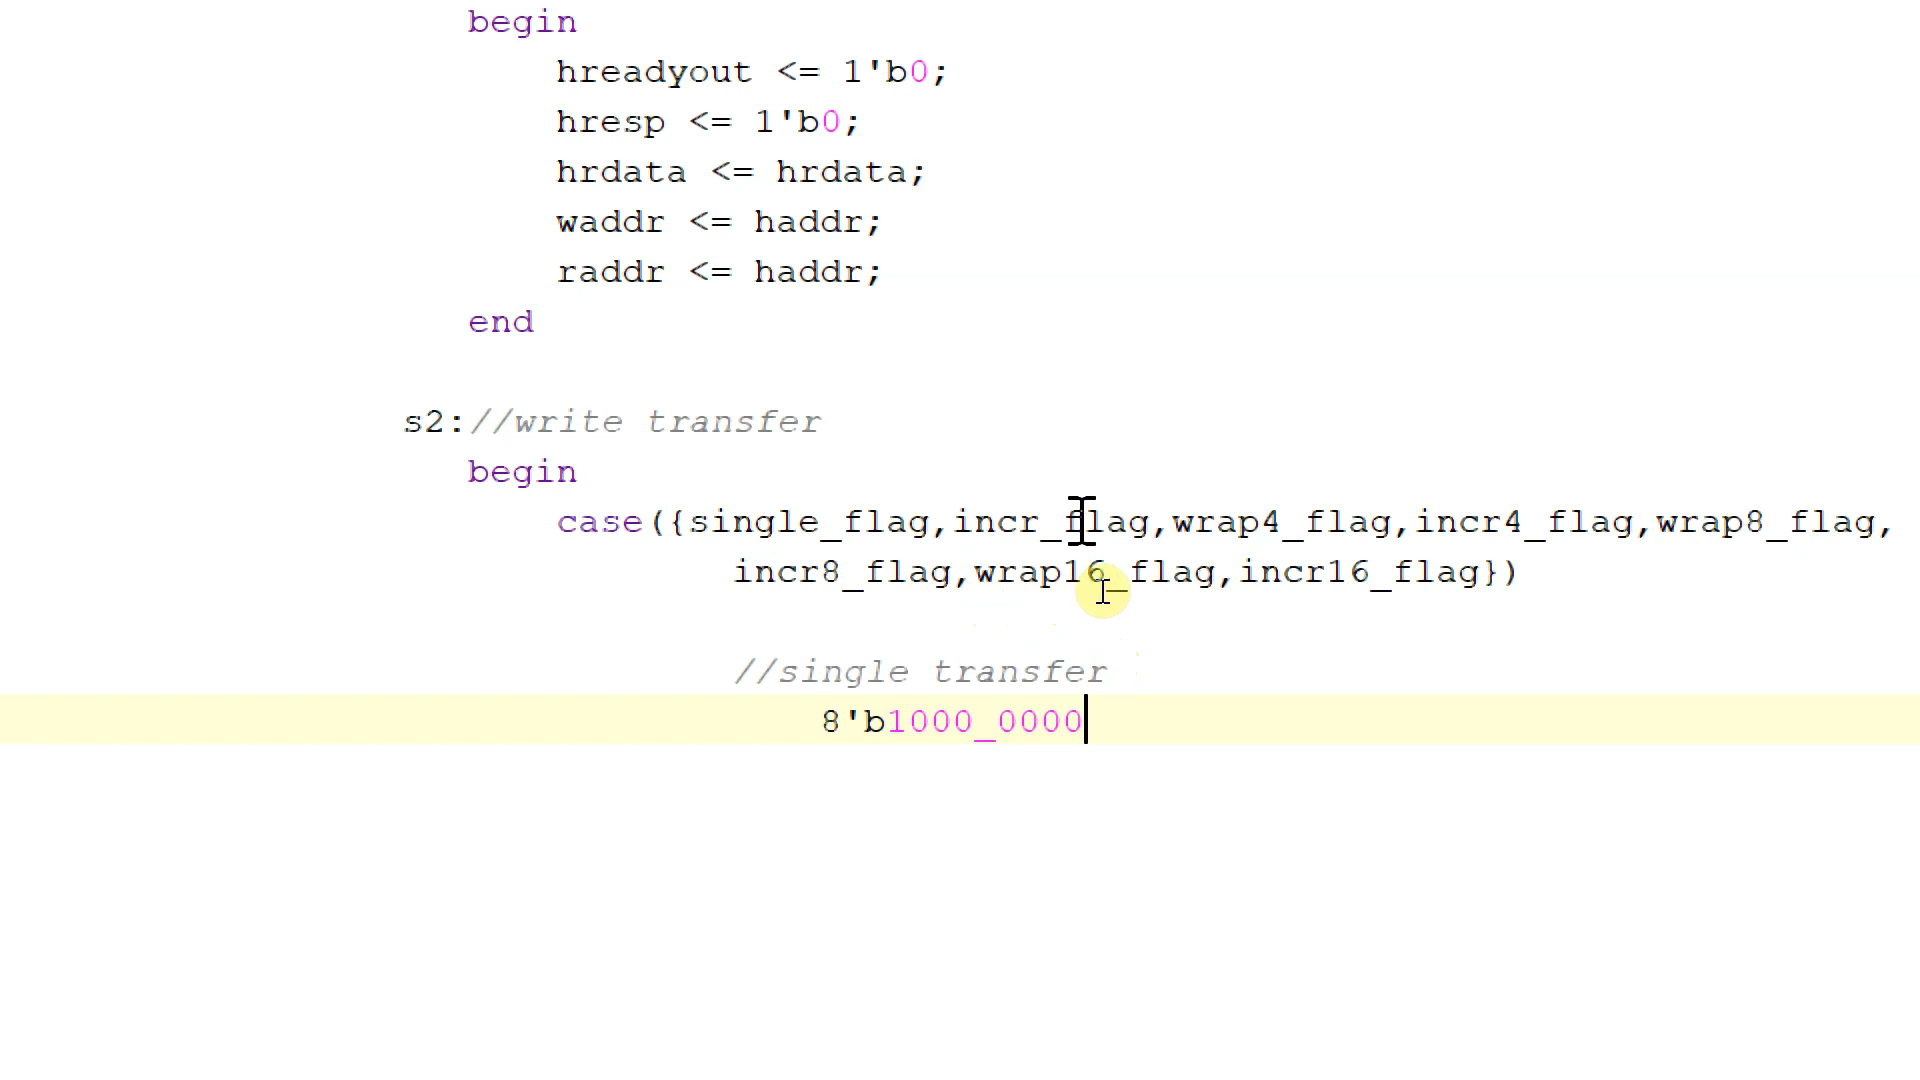 begin
hreadyout <= 1'b0;
hresp <= 1'b0;
hrdata <= hrdata;
waddr <= haddr;
raddr <= haddr;
end
s2://write transfer
begin
case({single_flag,incr_flag,wrap4_flag,incr4_flag,wrap8_flag,
incr8_flag,wrap16_flag,incr16_flag})
//single transfer
8'b1000_0000